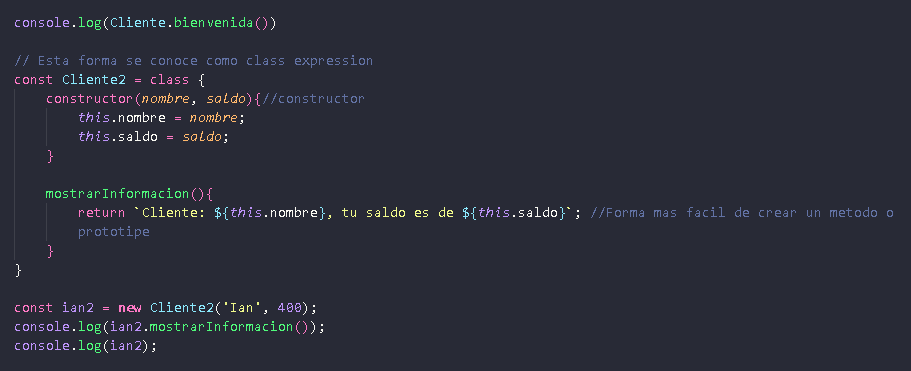 console.log(Cliente.bienvenida())
// Esta forma se conoce como class expression
const Cliente2 = class {
constructor(nombre, saldo){//constructor
this.nombre = nombre;
this.saldo = saldo;
}
mostrarInformacion(){
return `Cliente: ${this.nombre}, tu saldo es de ${this.saldo}`; //Forma mas facil de crear un metodo o
prototipe
}
}
const ian2 = new Cliente2('Ian', 400);
console.log(ian2.mostrarInformacion());
console.log(ian2);